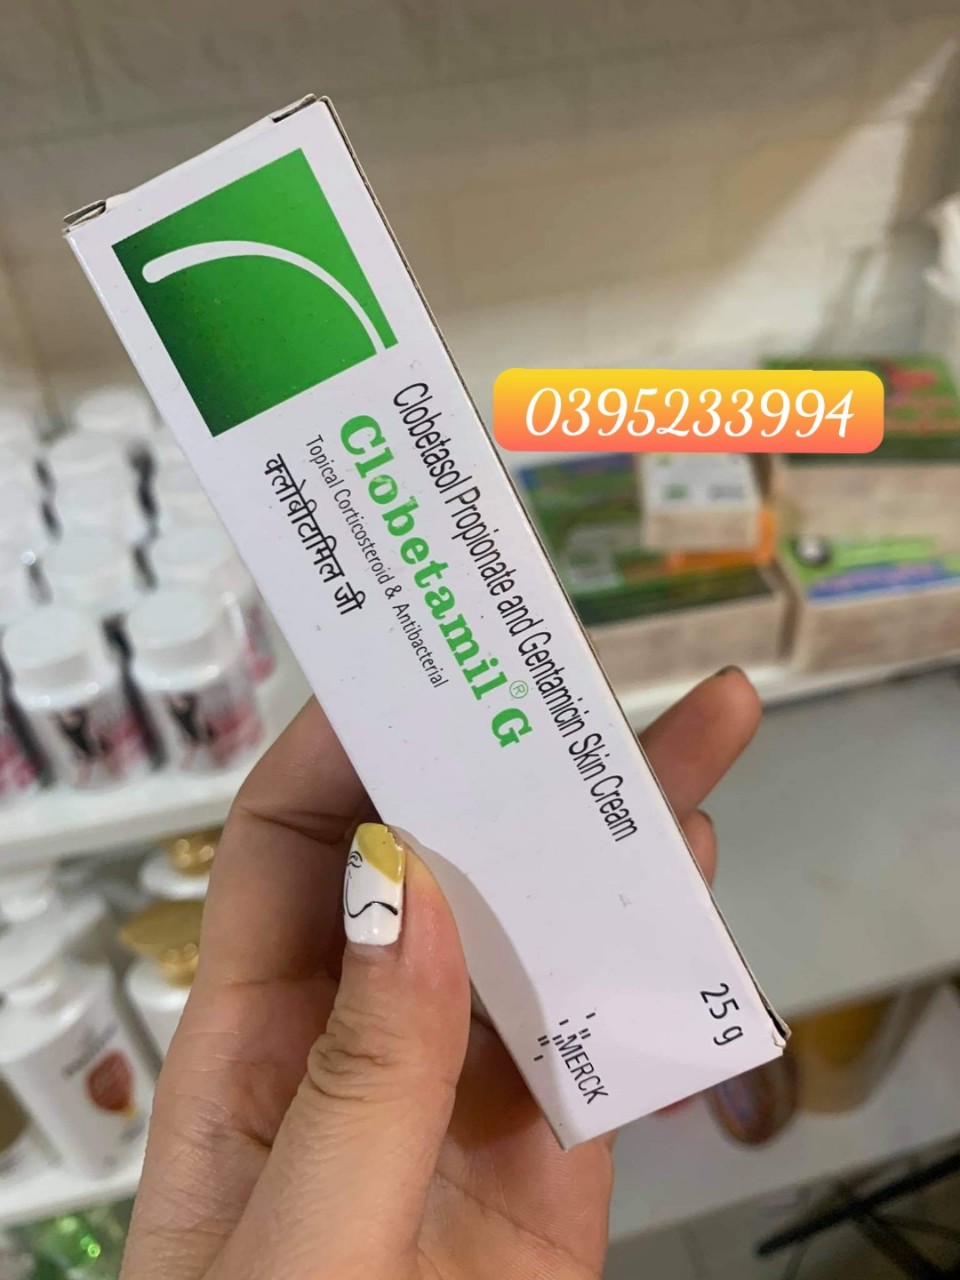 0395233994
Clobetasol Propionate and Gentamicin Skin Cream
Clobetamil® G
Topical Corticosteroid & Antibacterial
क्लोबीटामिल जी
25 g
MERCK